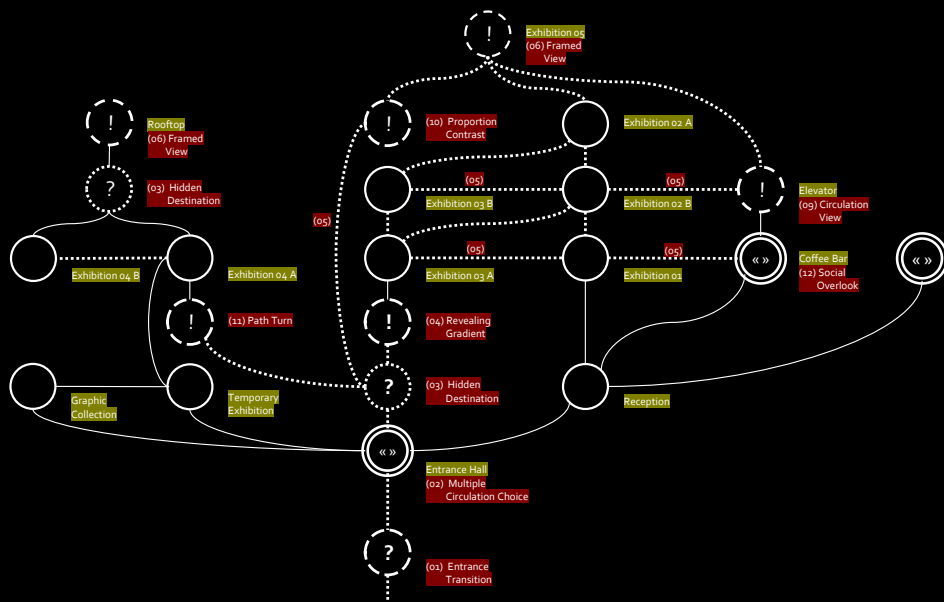 !
Exhibition 05
(06) Framed
View
!
Rooftop
(06) Framed
View
!
(10) Proportion
Contrast
Exhibition 02 A
?
(03) Hidden
Destination
(05)
Exhibition 03 B
(05)
Exhibition 02 B
!
Elevator
(09) Circulation
View
(05)
Exhibition 04 B
Exhibition 04 A
(05)
Exhibition 03 A
(05)
Exhibition 01
« »
Coffee Bar
(12) Social
Overlook
« »
!
(11) Path Turn
!
(04) Revealing
Gradient
Graphic
Collection
Temporary
Exhibition
?
(03) Hidden
Destination
Reception
« »
Entrance Hall
(02) Multiple
Circulation Choice
?
(01) Entrance
Transition